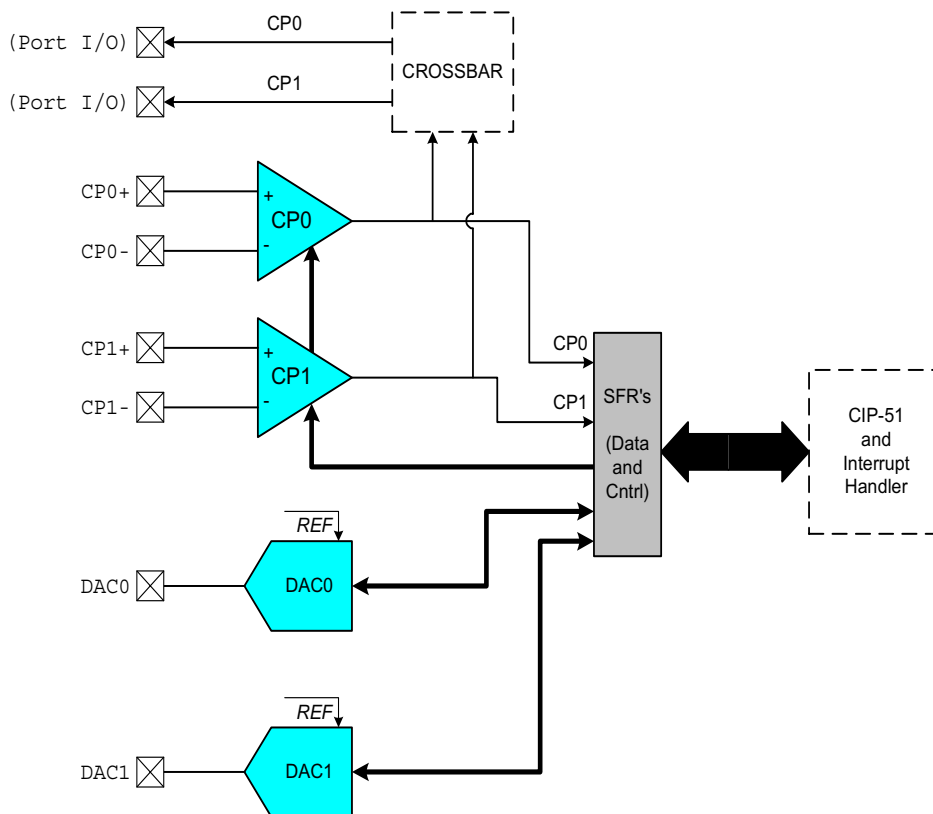 (Port I/O)
CP0
CROSSBAR
(Port I/O)
CP1
CP0+
+
CP0
CP0-
-
CP1+
+
CP1
CP1-
-
CP0
CP1
SFR's
(Data
and
Cntrl)
CIP-51
and
Interrupt
Handler
REF
DAC0
DAC0
REF
DAC1
DAC1